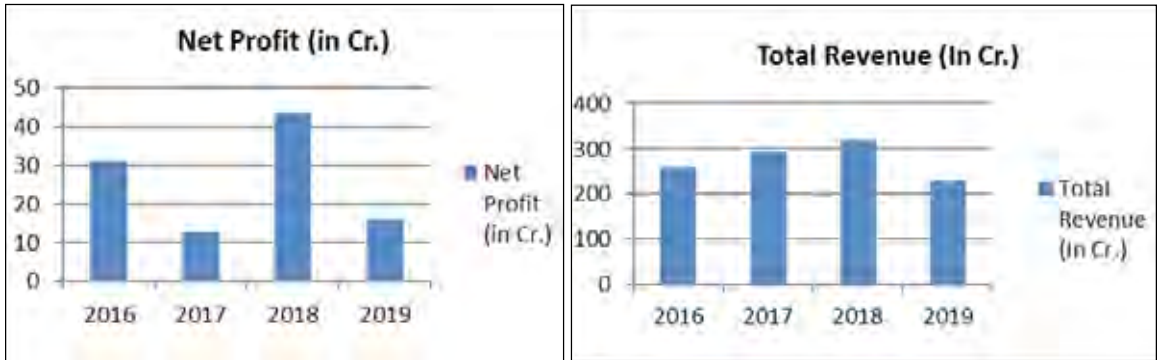 Net Profit (in Cr.)
50
40
30
20
10
0
2016 2017 2018 2019
Net
Profit
(in Cr.)
Total Revenue (In Cr.)
400
300
200
100
0
2016 2017 2018 2019
Total
Revenue
(In Cr.)